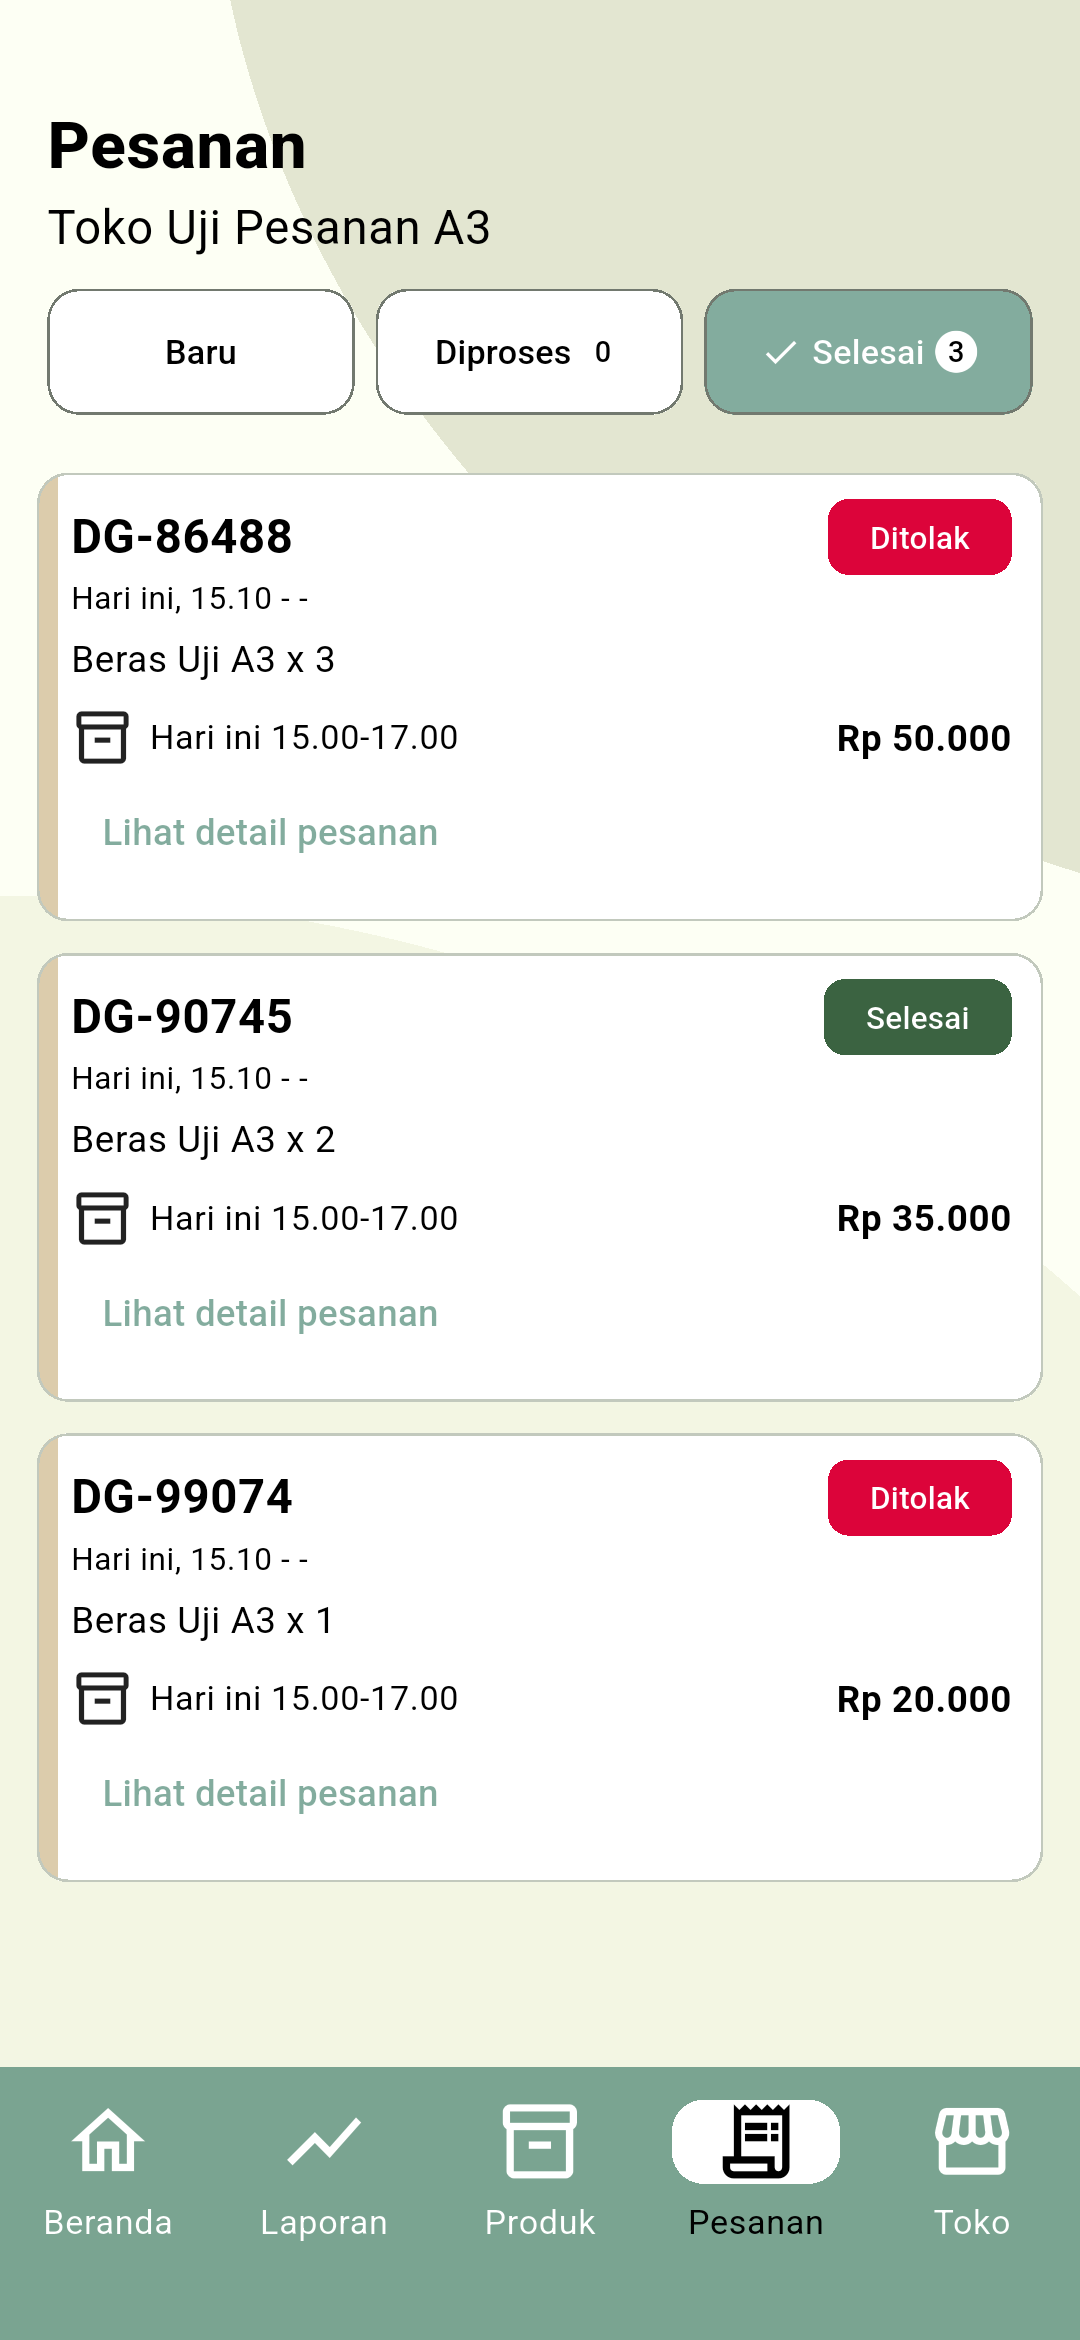 Pesanan
Toko Uji Pesanan A3
Baru
Diproses 0
Selesai 3
DG-86488
Ditolak
Hari ini, 15.10 - -
Beras Uji A3 x 3
Hari ini 15.00-17.00
Rp 50.000
Lihat detail pesanan
DG-90745
Selesai
Hari ini, 15.10 - -
Beras Uji A3 x 2
Hari ini 15.00-17.00
Rp 35.000
Lihat detail pesanan
DG-99074
Ditolak
Hari ini, 15.10 - -
Beras Uji A3 x 1
Hari ini 15.00-17.00
Rp 20.000
Lihat detail pesanan
Beranda
Laporan
Produk
Pesanan
Toko